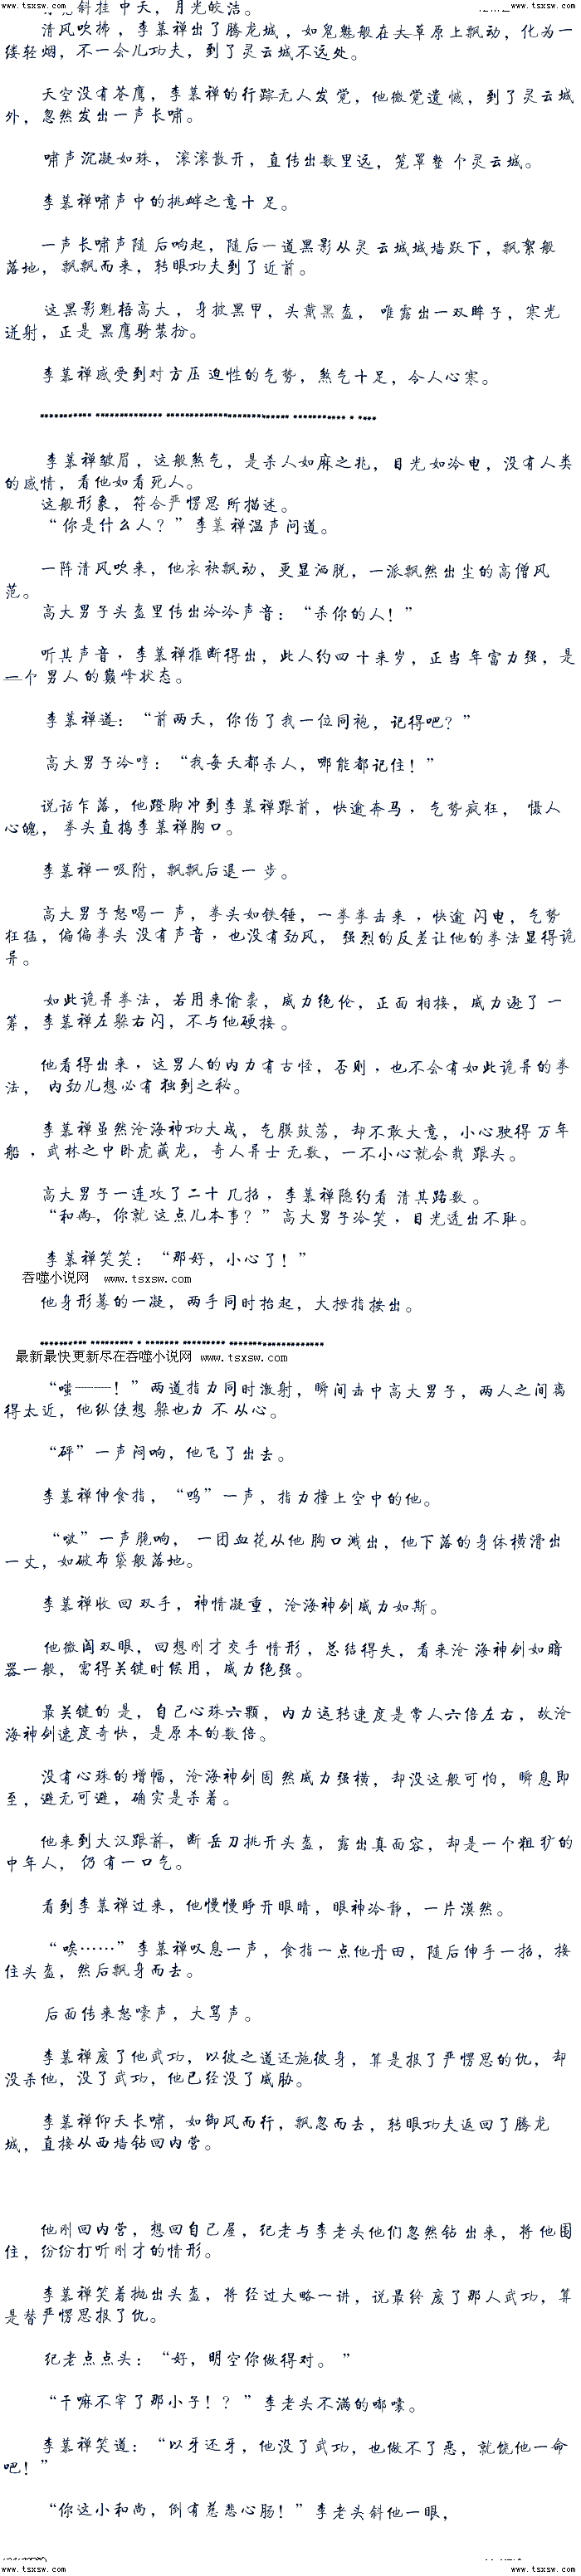 www.tsxsw.com www.tsxsw.com
斜挂中天，月光皎洁。
清风吹拂，李慕禅出了腾龙城，如鬼魅般在大草原上飘动，化为一
缕轻烟，不一会儿功夫，到了灵云城不远处。
天空没有苍鹰，李慕禅的行踪无人发觉，他微觉遗憾，到了灵云城
外，忽然发出一声长啸。
啸声沉凝如珠，滚滚散开，直传出数里远，笼罩整个灵云城。
李慕禅啸声中的挑衅之意十足。
一声长啸声随后响起，随后一道黑影从灵云城城墙跃下，飘絮般
落地，飘飘而来，转眼功夫到了近前。
这黑影魁梧高大，身披黑甲，头戴黑盔，唯露出一双眸子，寒光
迸射，正是黑鹰骑装扮。
李慕禅感受到对方压迫性的气势，煞气十足，令人心寒。
李慕禅皱眉，这般煞气，是杀人如麻之兆，目光如冷电，没有人类
的感情，看他如看死人。
这般形象，符合严愣思所描述。
“你是什么人？”李慕禅温声问道。
一阵清风吹来，他衣袂飘动，更显洒脱，一派飘然出尘的高僧风
范。
高大男子头盔里传出冷冷声音：“杀你的人！”
听其声音，李慕禅推断得出，此人约四十来岁，正当年富力强，是
一个男人的巅峰状态。
李慕禅道：“前两天，你伤了我一位同袍，记得吧？”
高大男子冷哼：“我每天都杀人，哪能都记住！”
说话乍落，他蹬脚冲到李慕禅跟前，快逾奔马，气势疯狂，慑人
心魄，拳头直捣李慕禅胸口。
李慕禅一吸附，飘飘后退一步。
高大男子怒喝一声，拳头如铁锤，一拳拳击来，快逾闪电，气势
狂猛，偏偏拳头没有声音，也没有劲风，强烈的反差让他的拳法显得诡
异。
如此诡异拳法，若用来偷袭，威力绝伦，正面相接，威力逊了一
筹，李慕禅左躲右闪，不与他硬接。
他看得出来，这男人的内力有古怪，否则，也不会有如此诡异的拳
法，内劲儿想必有独到之秘。
李慕禅虽然沧海神功大成，气膜鼓荡，却不敢大意，小心驶得万年
船，武林之中卧虎藏龙，奇人异士无数，一不小心就会栽跟头。
高大男子一连攻了二十几招，李慕禅隐约看清其路数。
“和尚，你就这点儿本事？”高大男子冷笑，目光透出不耻。
李慕禅笑笑：“那好，小心了！”
吞噬小说网 www.tsxsw.com
他身形蓦的一凝，两手同时抬起，大拇指按出。
最新最快更新尽在吞噬小说网 www.tsxsw.com
“嗤——！”两道指力同时激射，瞬间击中高大男子，两人之间离
得太近，他纵使想躲也力不从心。
“砰”一声闷响，他飞了出去。
李慕禅伸食指，“呜”一声，指力撞上空中的他。
“啵”一声脆响，一团血花从他胸口溅出，他下落的身体横滑出
一丈，如破布袋般落地。
李慕禅收回双手，神情凝重，沧海神剑威力如斯。
他微阖双眼，回想刚才交手情形，总结得失，看来沧海神剑如暗
器一般，需得关键时候用，威力绝强。
最关键的是，自己心珠六颗，内力运转速度是常人六倍左右，故沧
海神剑速度奇快，是原本的数倍。
没有心珠的增幅，沧海神剑固然威力强横，却没这般可怕，瞬息即
至，避无可避，确实是杀着。
他来到大汉跟前，断岳刀挑开头盔，露出真面容，却是一个粗犷的
中年人，仍有一口气。
看到李慕禅过来，他慢慢睁开眼睛，眼神冷静，一片漠然。
“唉……”李慕禅叹息一声，食指一点他丹田，随后伸手一招，接
住头盔，然后飘身而去。
后面传来怒嚎声，大骂声。
李慕禅废了他武功，以彼之道还施彼身，算是报了严愣思的仇，却
没杀他，没了武功，他已经没了威胁。
李慕禅仰天长啸，如御风而行，飘忽而去，转眼功夫返回了腾龙
城，直接从西墙钻回内营。
他刚回内营，想回自己屋，纪老与李老头他们忽然钻出来，将他围
住，纷纷打听刚才的情形。
李慕禅笑着抛出头盔，将经过大略一讲，说最终废了那人武功，算
是替严愣思报了仇。
纪老点点头：“好，明空你做得对。”
“干嘛不宰了那小子！？”李老头不满的嘟囔。
李慕禅笑道：“以牙还牙，他没了武功，也做不了恶，就饶他一命
吧！”
“你这小和尚，倒有慈悲心肠！”李老头斜他一眼，
www.tsxsw.com www.tsxsw.com